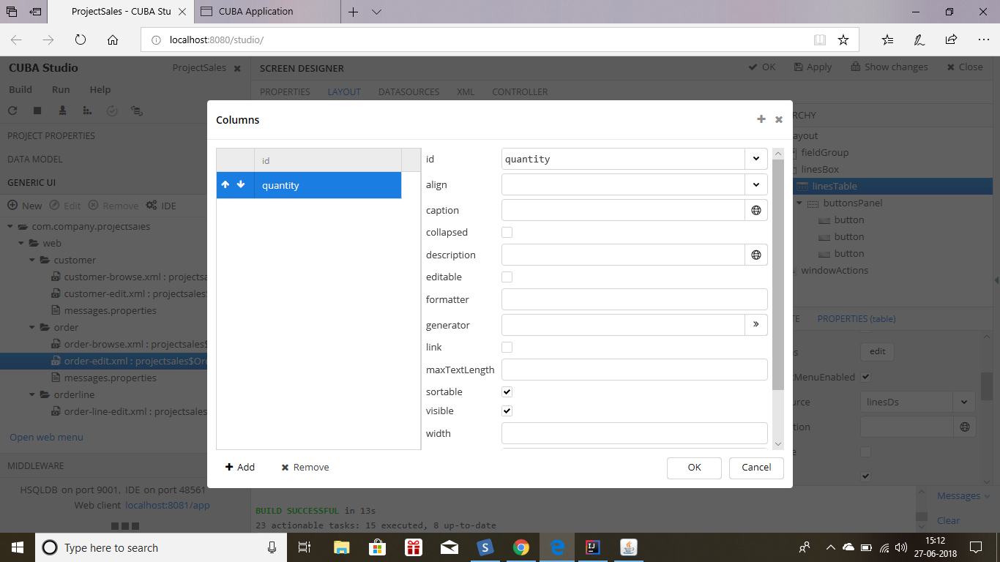 ProjectSales - CUBA Stu
CUBA Application
localhost:8080/studio/
CUBA Studio
ProjectSales
SCREEN DESIGNER
OK
Apply
Show changes
Close
Build Run Help
PROPERTIES LAYOUT DATASOURCES XML CONTROLLER
PROJECT PROPERTIES
DATA MODEL
GENERIC UI
New Edit Remove IDE
com.company.projectsales
web
customer
customer-browse.xml : projectsa
customer-edit.xml : projectsales
messages.properties
order
order-browse.xml : projectsales$
order-edit.xml : projectsales$Or
messages.properties
orderline
order-line-edit.xml : projectsales
Open web menu
MIDDLEWARE
HSQLDB on port 9001, IDE on port 48561
Web client localhost:8081/app
Columns
id
quantity
id quantity
align
caption
collapsed
description
editable
formatter
generator
link
maxTextLength
sortable
visible
width
Add
Remove
OK
Cancel
RCHY
ayout
fieldGroup
linesBox
linesTable
buttonsPanel
button
button
button
windowActions
TE PROPERTIES (table)
s edit
tMenuEnabled
urce linesDs
tion
e
BUILD SUCCESSFUL in 13s
23 actionable tasks: 15 executed, 8 up-to-date
Messages
Clear
Type here to search
15:12
27-06-2018